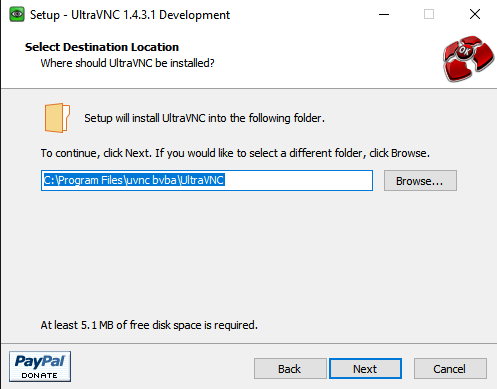 Setup - UltraVNC 1.4.3.1 Development
Select Destination Location
Where should UltraVNC be installed?
OK
Setup will install UltraVNC into the following folder.
To continue, click Next. If you would like to select a different folder, click Browse.
C:\Program Files\uvnc bvba\UltraVNC
Browse...
At least 5.1 MB of free disk space is required.
PayPal
DONATE
Back
Next
Cancel